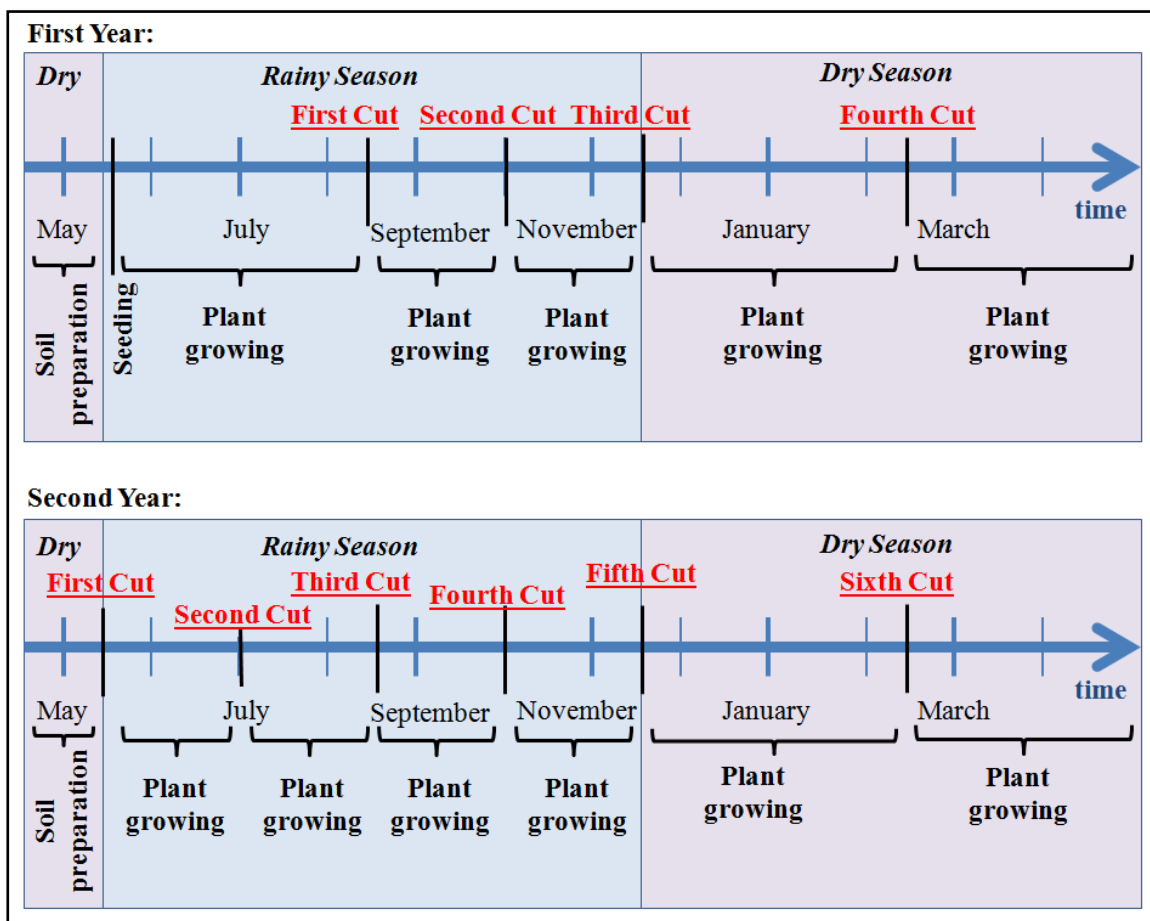 First Year:
Dry Rainy Season Dry Season
First Cut Second Cut Third Cut Fourth Cut
time
May July September November January March
Soil preparation
Seeding
Plant growing
Plant growing
Plant growing
Plant growing
Plant growing
Second Year:
Dry Rainy Season Dry Season
First Cut Second Cut Third Cut Fourth Cut Fifth Cut Sixth Cut
time
May July September November January March
Soil preparation
Plant growing
Plant growing
Plant growing
Plant growing
Plant growing
Plant growing